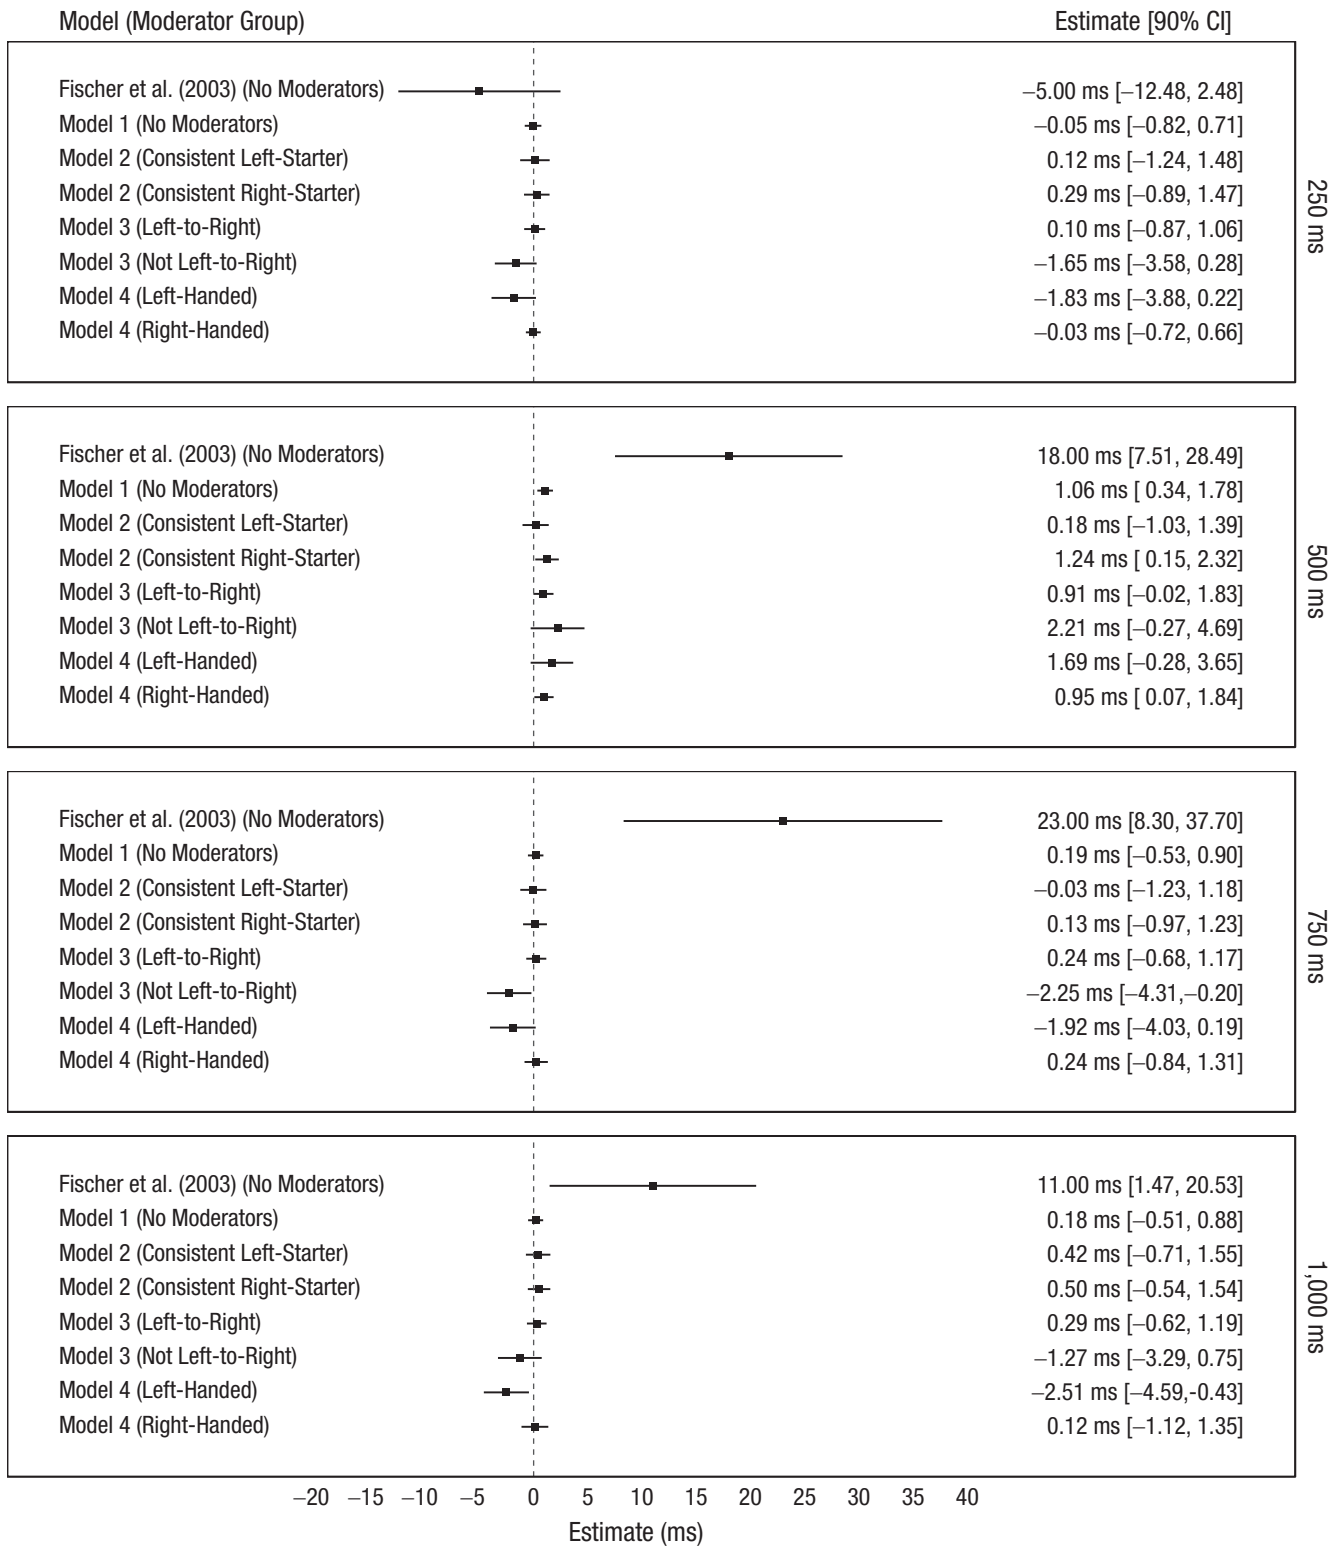 Model (Moderator Group) Estimate [90% CI]
Fischer et al. (2003) (No Moderators) –5.00 ms [–12.48, 2.48]
Model 1 (No Moderators) –0.05 ms [–0.82, 0.71]
Model 2 (Consistent Left-Starter) 0.12 ms [–1.24, 1.48]
Model 2 (Consistent Right-Starter) 0.29 ms [–0.89, 1.47]
Model 3 (Left-to-Right) 0.10 ms [–0.87, 1.06]
Model 3 (Not Left-to-Right) –1.65 ms [–3.58, 0.28]
Model 4 (Left-Handed) –1.83 ms [–3.88, 0.22]
Model 4 (Right-Handed) –0.03 ms [–0.72, 0.66]
250 ms
Fischer et al. (2003) (No Moderators) 18.00 ms [7.51, 28.49]
Model 1 (No Moderators) 1.06 ms [ 0.34, 1.78]
Model 2 (Consistent Left-Starter) 0.18 ms [–1.03, 1.39]
Model 2 (Consistent Right-Starter) 1.24 ms [ 0.15, 2.32]
Model 3 (Left-to-Right) 0.91 ms [–0.02, 1.83]
Model 3 (Not Left-to-Right) 2.21 ms [–0.27, 4.69]
Model 4 (Left-Handed) 1.69 ms [–0.28, 3.65]
Model 4 (Right-Handed) 0.95 ms [ 0.07, 1.84]
500 ms
Fischer et al. (2003) (No Moderators) 23.00 ms [8.30, 37.70]
Model 1 (No Moderators) 0.19 ms [–0.53, 0.90]
Model 2 (Consistent Left-Starter) –0.03 ms [–1.23, 1.18]
Model 2 (Consistent Right-Starter) 0.13 ms [–0.97, 1.23]
Model 3 (Left-to-Right) 0.24 ms [–0.68, 1.17]
Model 3 (Not Left-to-Right) –2.25 ms [–4.31,–0.20]
Model 4 (Left-Handed) –1.92 ms [–4.03, 0.19]
Model 4 (Right-Handed) 0.24 ms [–0.84, 1.31]
750 ms
Fischer et al. (2003) (No Moderators) 11.00 ms [1.47, 20.53]
Model 1 (No Moderators) 0.18 ms [–0.51, 0.88]
Model 2 (Consistent Left-Starter) 0.42 ms [–0.71, 1.55]
Model 2 (Consistent Right-Starter) 0.50 ms [–0.54, 1.54]
Model 3 (Left-to-Right) 0.29 ms [–0.62, 1.19]
Model 3 (Not Left-to-Right) –1.27 ms [–3.29, 0.75]
Model 4 (Left-Handed) –2.51 ms [–4.59,-0.43]
Model 4 (Right-Handed) 0.12 ms [–1.12, 1.35]
1,000 ms
–20 –15 –10 –5 0 5 10 15 20 25 30 35 40
Estimate (ms)